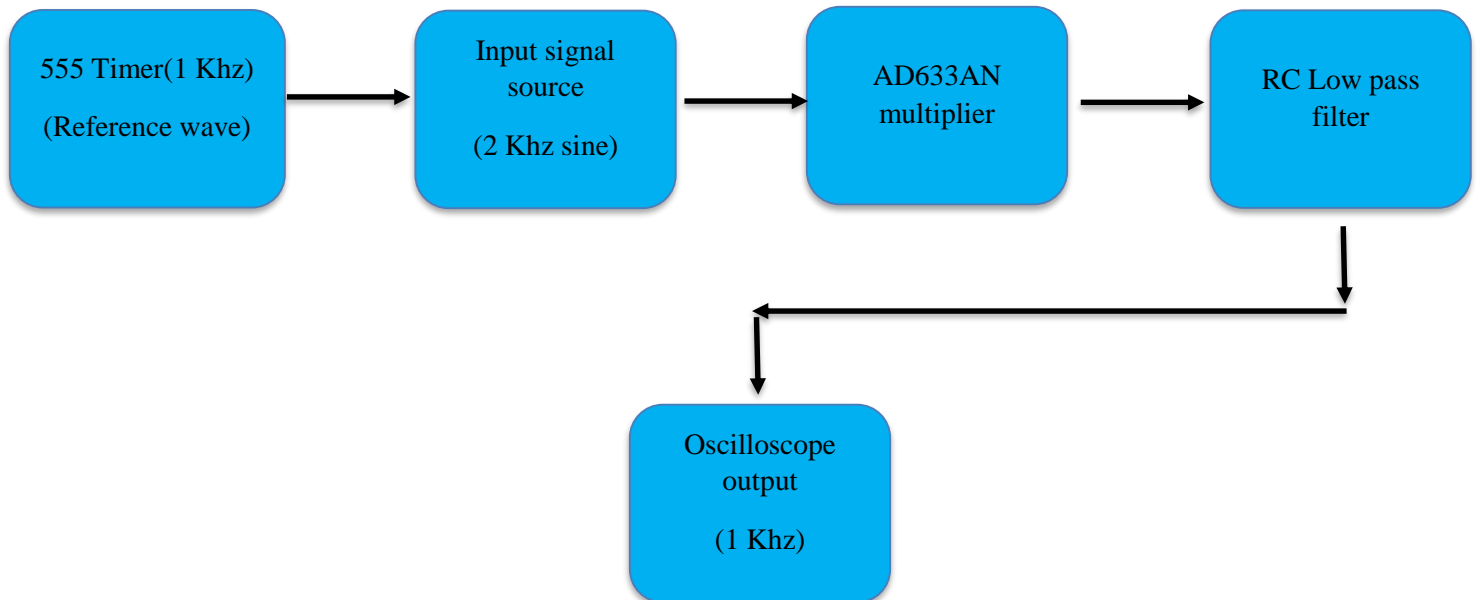 555 Timer(1 Khz)
(Reference wave)
Input signal
source
(2 Khz sine)
AD633AN
multiplier
RC Low pass
filter
Oscilloscope
output
(1 Khz)